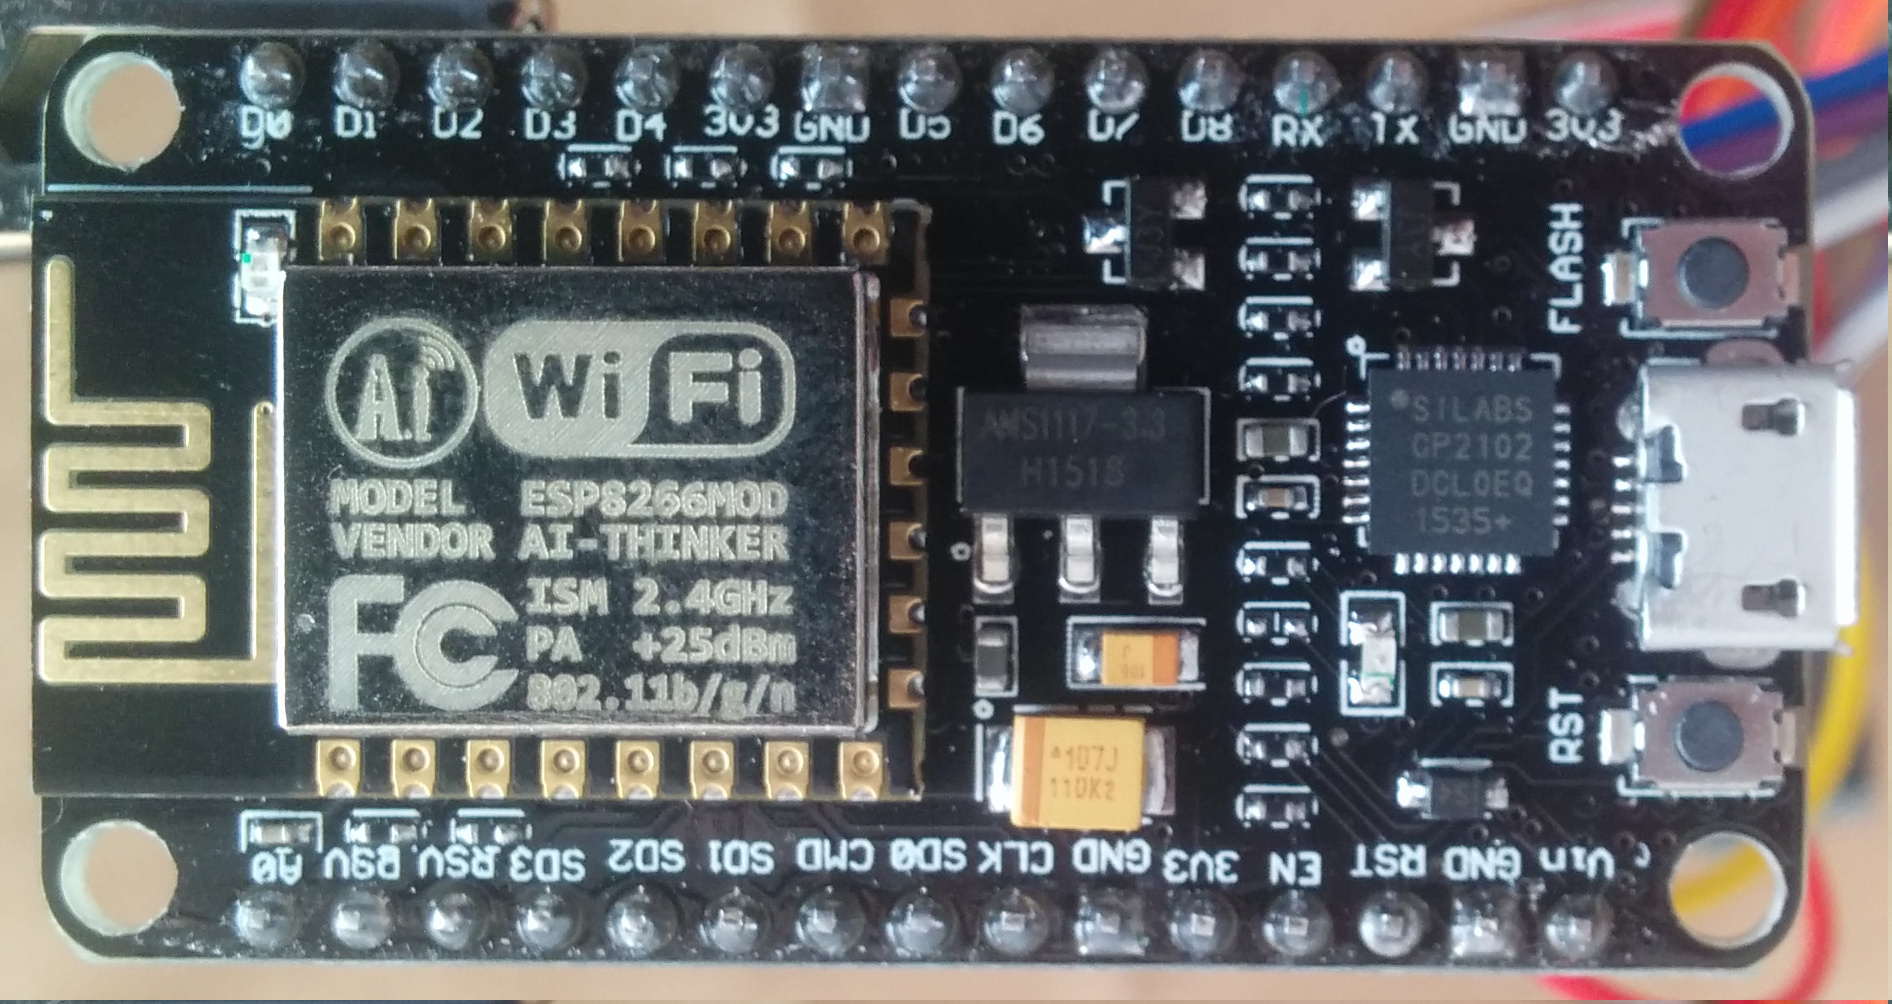 D0 D1 D2 D3 D4 3V3 GND D5 D6 D7 D8 RX TX GND 3V3
FLASH
Ai WiFi
MODEL ESP8266MOD
VENDOR AI-THINKER
FC ISM 2.4GHz
PA +25dBm
802.11b/g/n
AMS1117-3.3
H1518
SILABS
CP2102
DCL0EQ
1535+
107J
110K2
RST
A0 RSV RSV SD3 SD2 SD1 CMD SD0 CLK GND 3V3 EN RST GND Vin